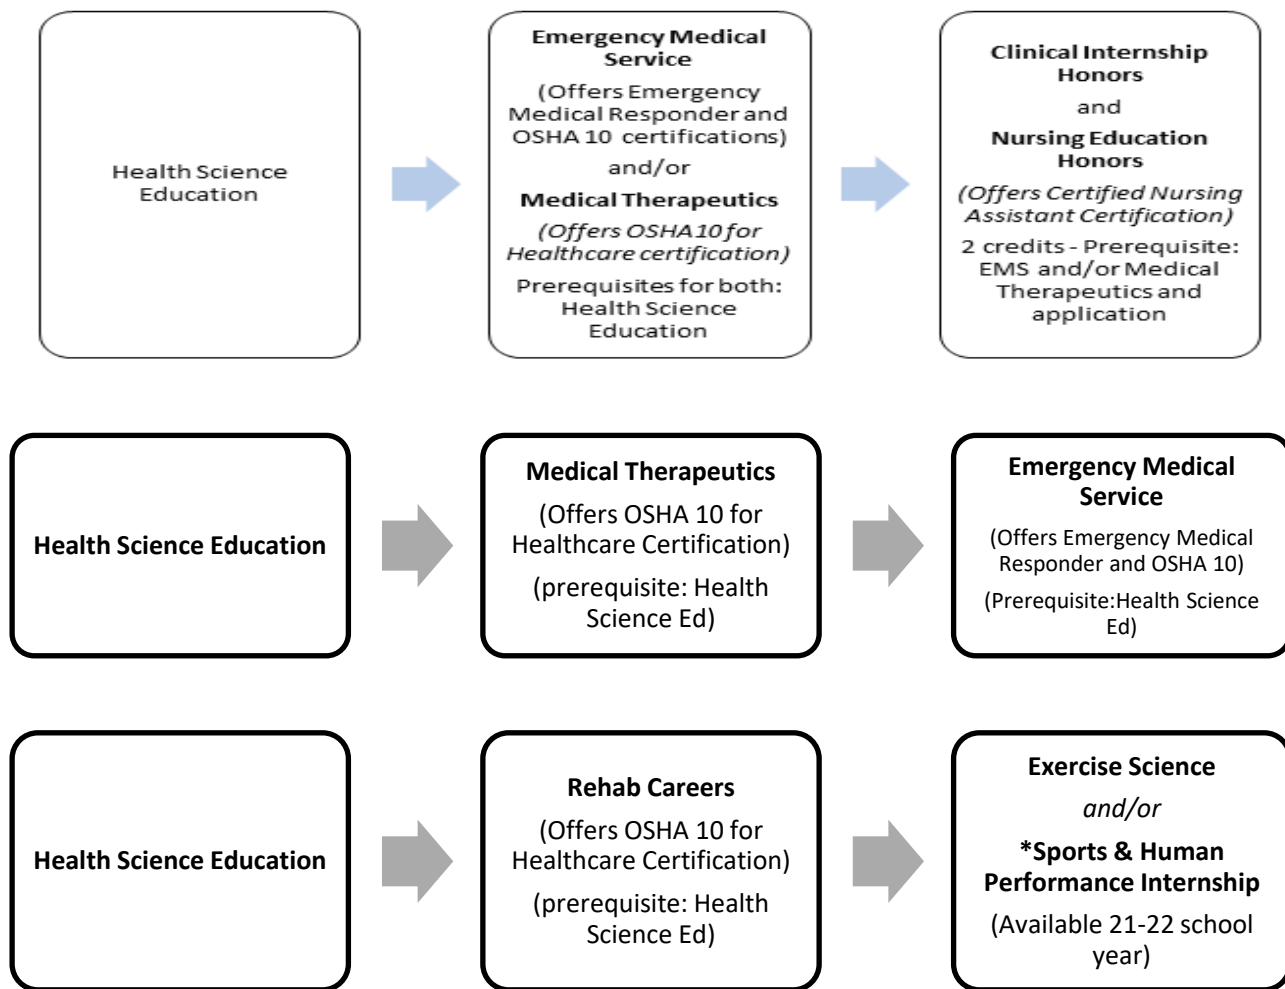 Health Science
Education
Emergency Medical
Service
(Offers Emergency
Medical Responder and
OSHA 10 certifications)
and/or
Medical Therapeutics
(Offers OSHA10 for
Healthcare certification)
Prerequisites for both:
Health Science
Education
Clinical Internship
Honors
and
Nursing Education
Honors
(Offers Certified Nursing
Assistant Certification)
2 credits - Prerequisite:
EMS and/or Medical
Therapeutics and
application
Health Science Education
Medical Therapeutics
(Offers OSHA 10 for
Healthcare Certification)
(prerequisite: Health
Science Ed)
Emergency Medical
Service
(Offers Emergency Medical
Responder and OSHA 10)
(Prerequisite:Health Science
Ed)
Health Science Education
Rehab Careers
(Offers OSHA 10 for
Healthcare Certification)
(prerequisite: Health
Science Ed)
Exercise Science
and/or
*Sports & Human
Performance Internship
(Available 21-22 school
year)